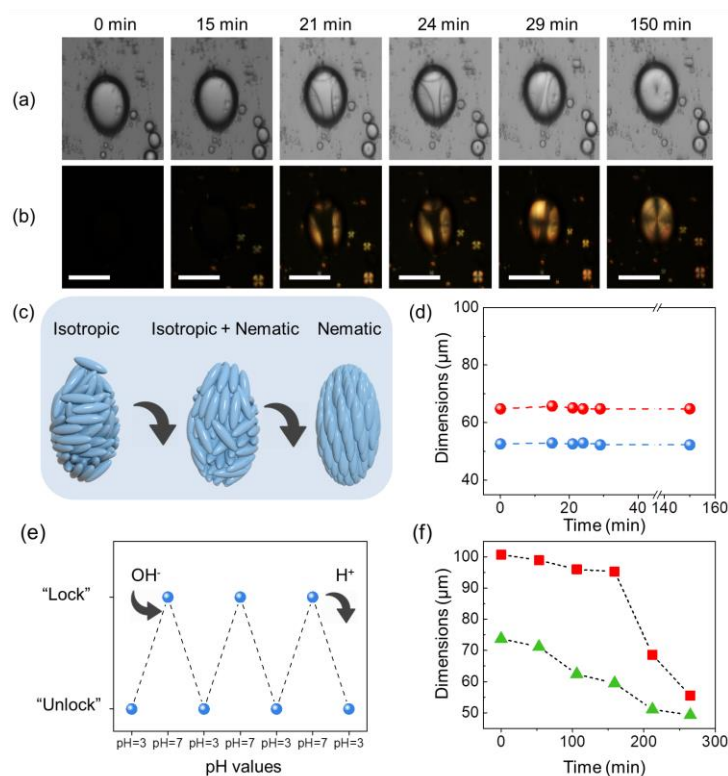 0 min 15 min 21 min 24 min 29 min 150 min
(a)
(b)
(c)
Isotropic Isotropic + Nematic Nematic
(d)
Dimensions (μm)
100
80
60
40
0 20 40 140 160
Time (min)
(e)
"Lock"
"Unlock"
OH-
H+
pH=3 pH=7 pH=3 pH=7 pH=3 pH=7 pH=3
pH values
(f)
Dimensions (μm)
100
90
80
70
60
50
0 100 200 300
Time (min)